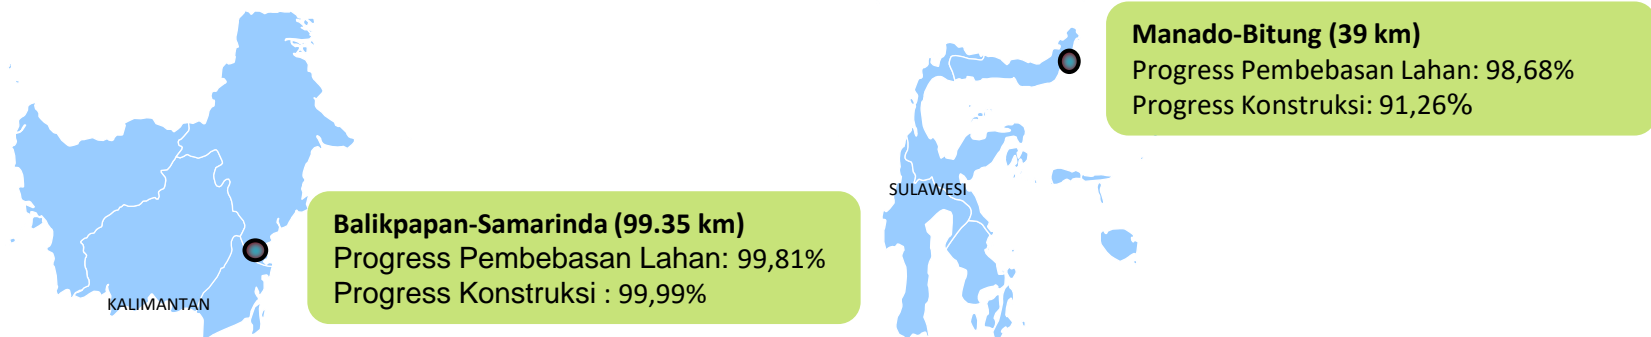 KALIMANTAN
Balikpapan-Samarinda (99.35 km)
Progress Pembebasan Lahan: 99,81%
Progress Konstruksi : 99,99%
SULAWESI
Manado-Bitung (39 km)
Progress Pembebasan Lahan: 98,68%
Progress Konstruksi: 91,26%